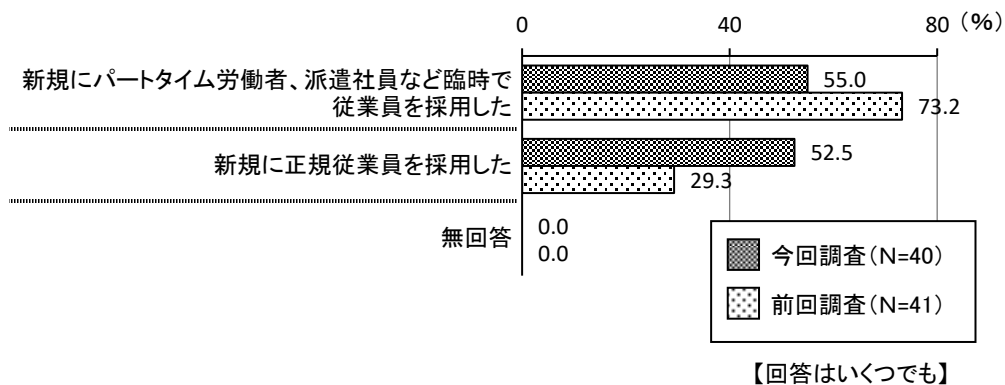 0 40 80 (%)
新規にパートタイム労働者、派遣社員など臨時で
従業員を採用した
55.0
73.2
新規に正規従業員を採用した
52.5
29.3
無回答
0.0
0.0
今回調査(N=40)
前回調査(N=41)
【回答はいくつでも】